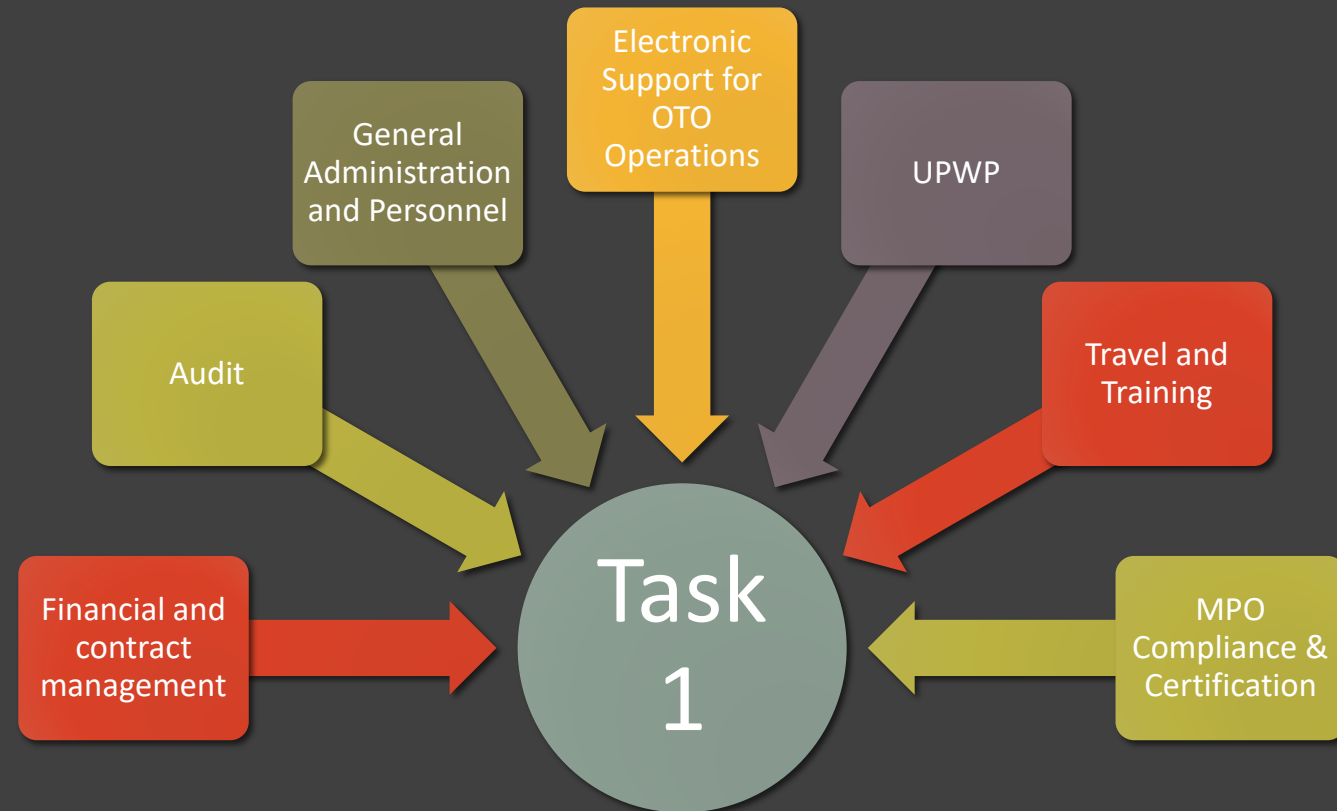 Electronic
Support for
OTO
Operations
General
Administration
and Personnel
UPWP
Audit
Travel and
Training
Financial and
contract
management
MPO
Compliance &
Certification
Task
1